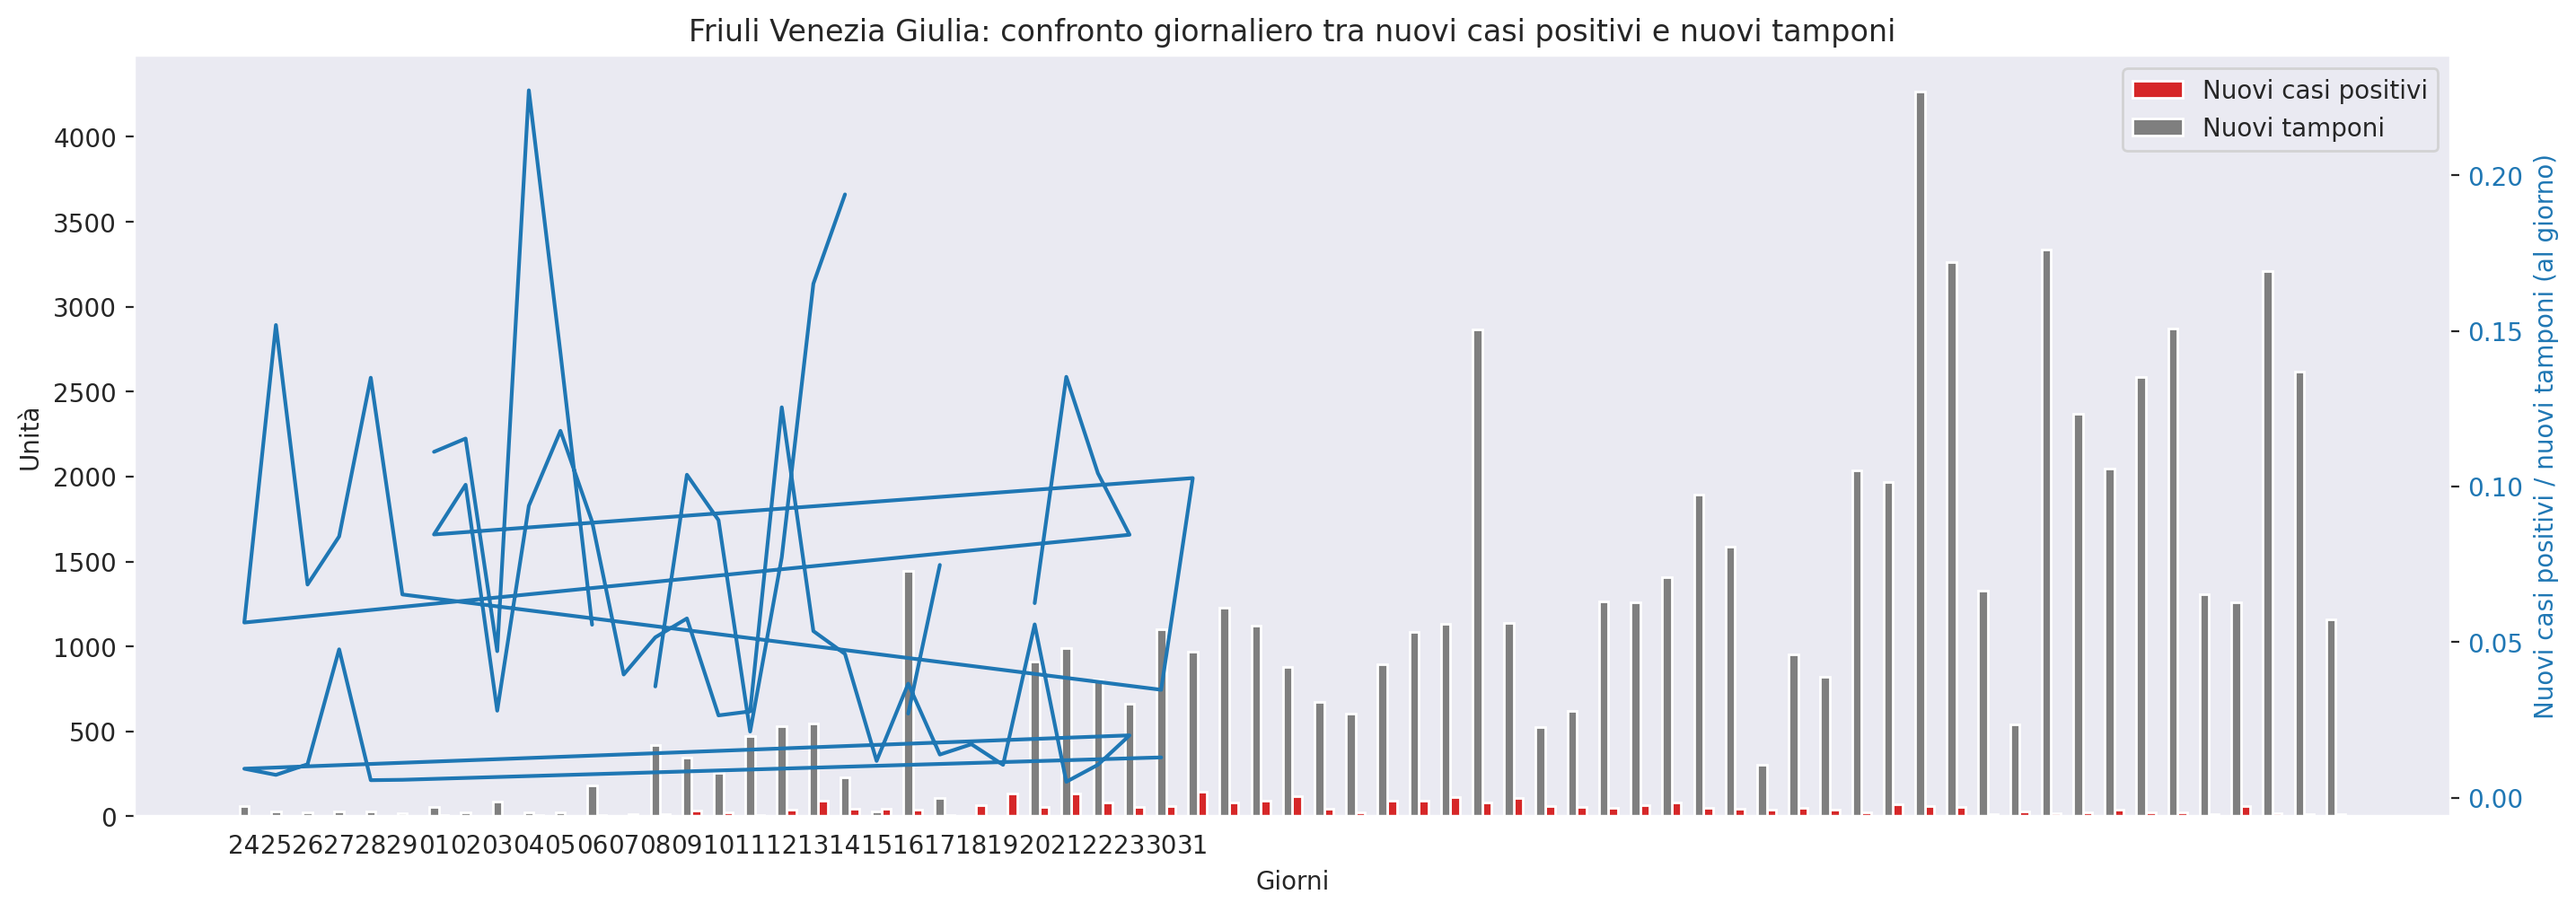 Friuli Venezia Giulia: confronto giornaliero tra nuovi casi positivi e nuovi tamponi
Nuovi casi positivi
Nuovi tamponi
Unità
4000
3500
3000
2500
2000
1500
1000
500
0
0.20
0.15
0.10
0.05
0.00
Nuovi casi positivi / nuovi tamponi (al giorno)
24252627282901020304050607080910111213141516171819202122233031
Giorni